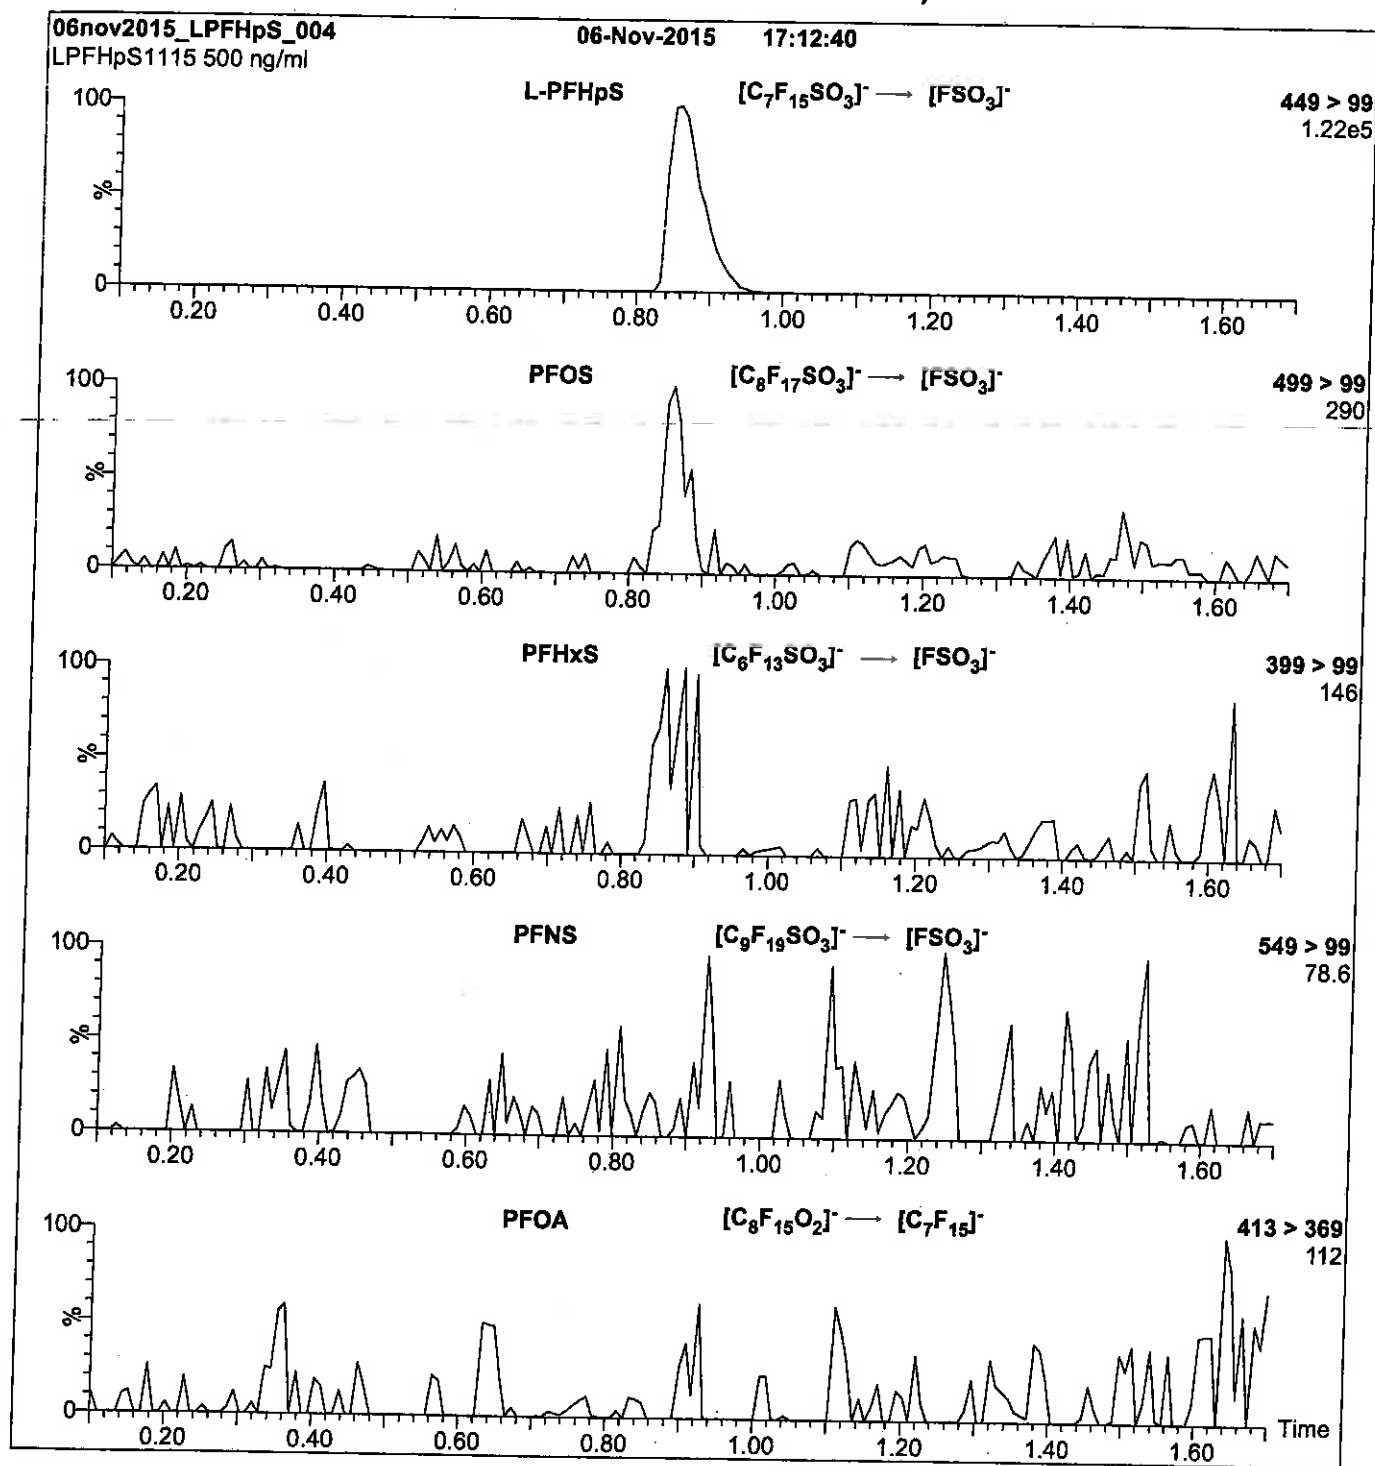 06nov2015_LPFHpS_004 06-Nov-2015 17:12:40
LPFHpS1115 500 ng/ml
L-PFHpS [C₇F₁₅SO₃]⁻ → [FSO₃]⁻ 449 > 99
1.22e5
100
%
0
0.20 0.40 0.60 0.80 1.00 1.20 1.40 1.60
PFOS [C₈F₁₇SO₃]⁻ → [FSO₃]⁻ 499 > 99
290
100
%
0
0.20 0.40 0.60 0.80 1.00 1.20 1.40 1.60
PFHxS [C₆F₁₃SO₃]⁻ → [FSO₃]⁻ 399 > 99
146
100
%
0
0.20 0.40 0.60 0.80 1.00 1.20 1.40 1.60
PFNS [C₉F₁₉SO₃]⁻ → [FSO₃]⁻ 549 > 99
78.6
100
%
0
0.20 0.40 0.60 0.80 1.00 1.20 1.40 1.60
PFOA [C₈F₁₅O₂]⁻ → [C₇F₁₅]⁻ 413 > 369
112
100
%
0
0.20 0.40 0.60 0.80 1.00 1.20 1.40 1.60 Time